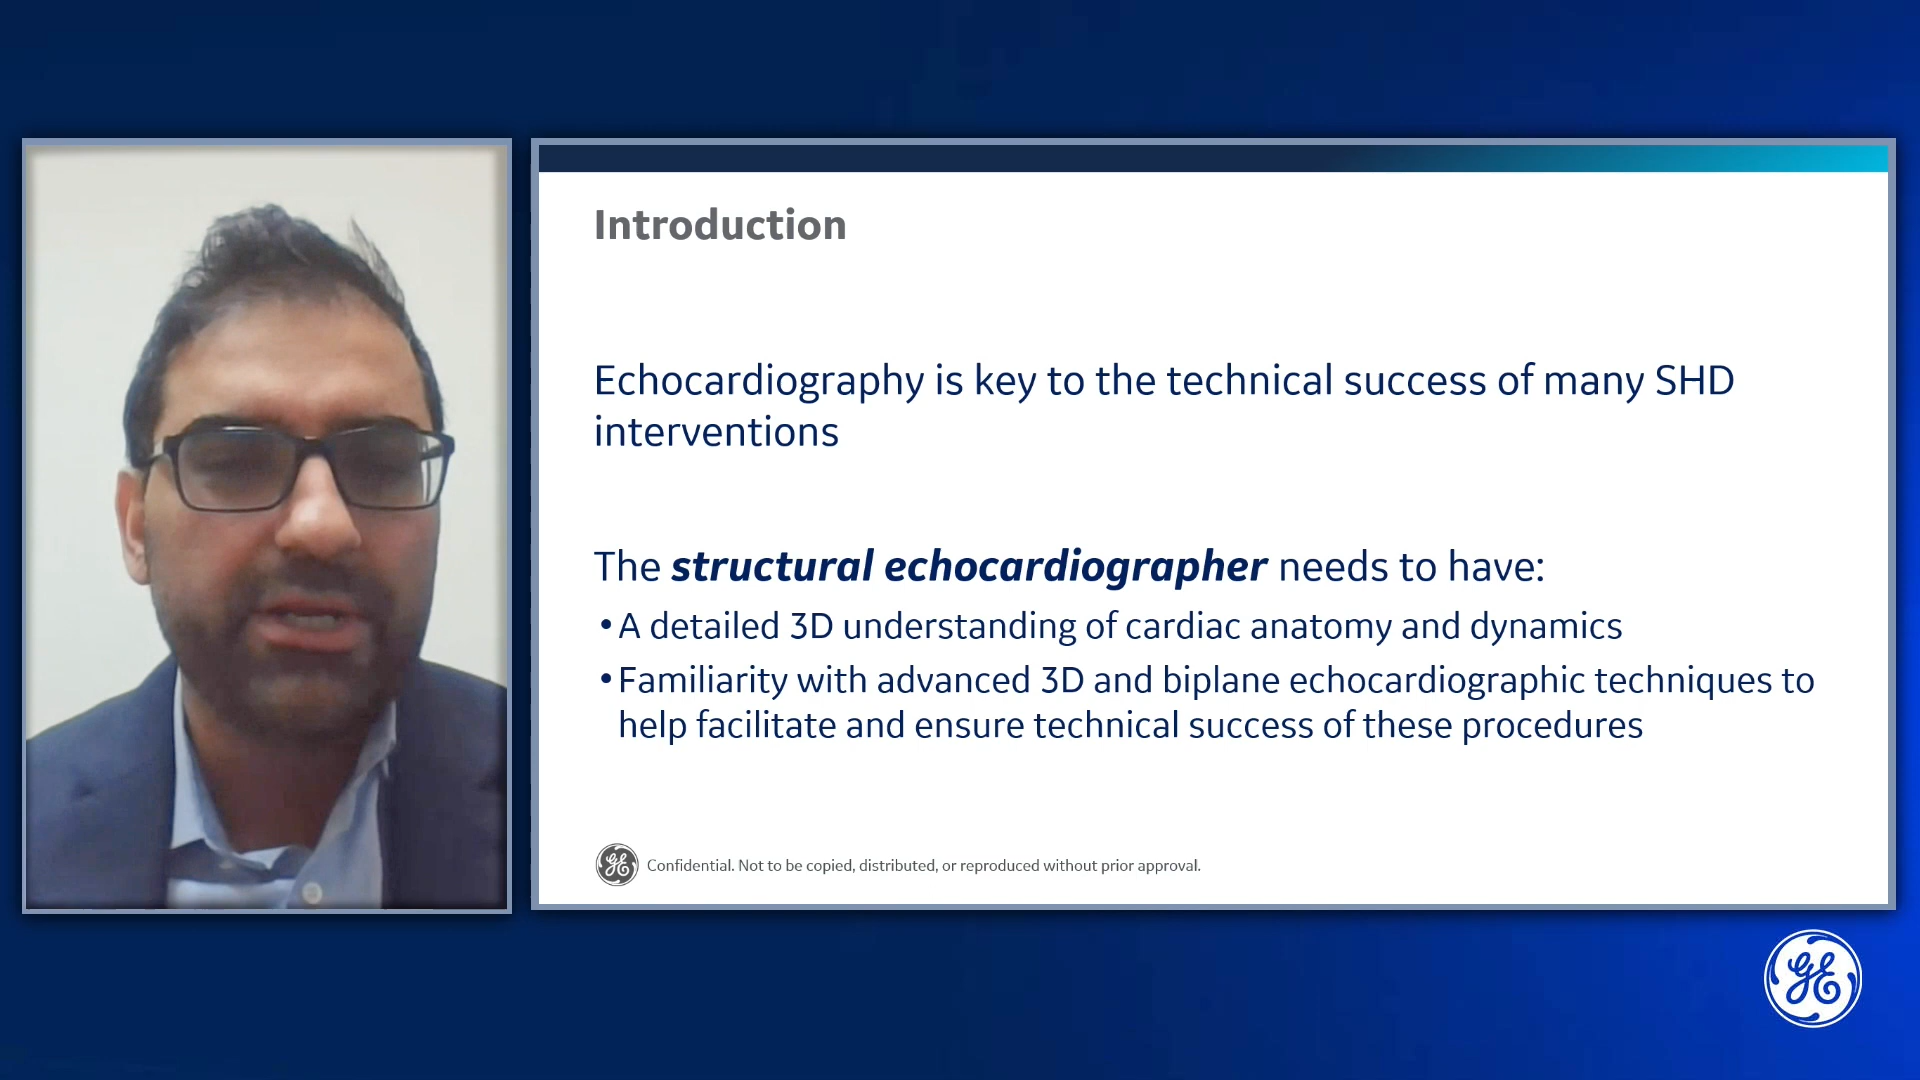 Introduction
Echocardiography is key to the technical success of many SHD
interventions
The structural echocardiographer needs to have:
• A detailed 3D understanding of cardiac anatomy and dynamics
• Familiarity with advanced 3D and biplane echocardiographic techniques to
help facilitate and ensure technical success of these procedures
GE Confidential. Not to be copied, distributed, or reproduced without prior approval.
GE